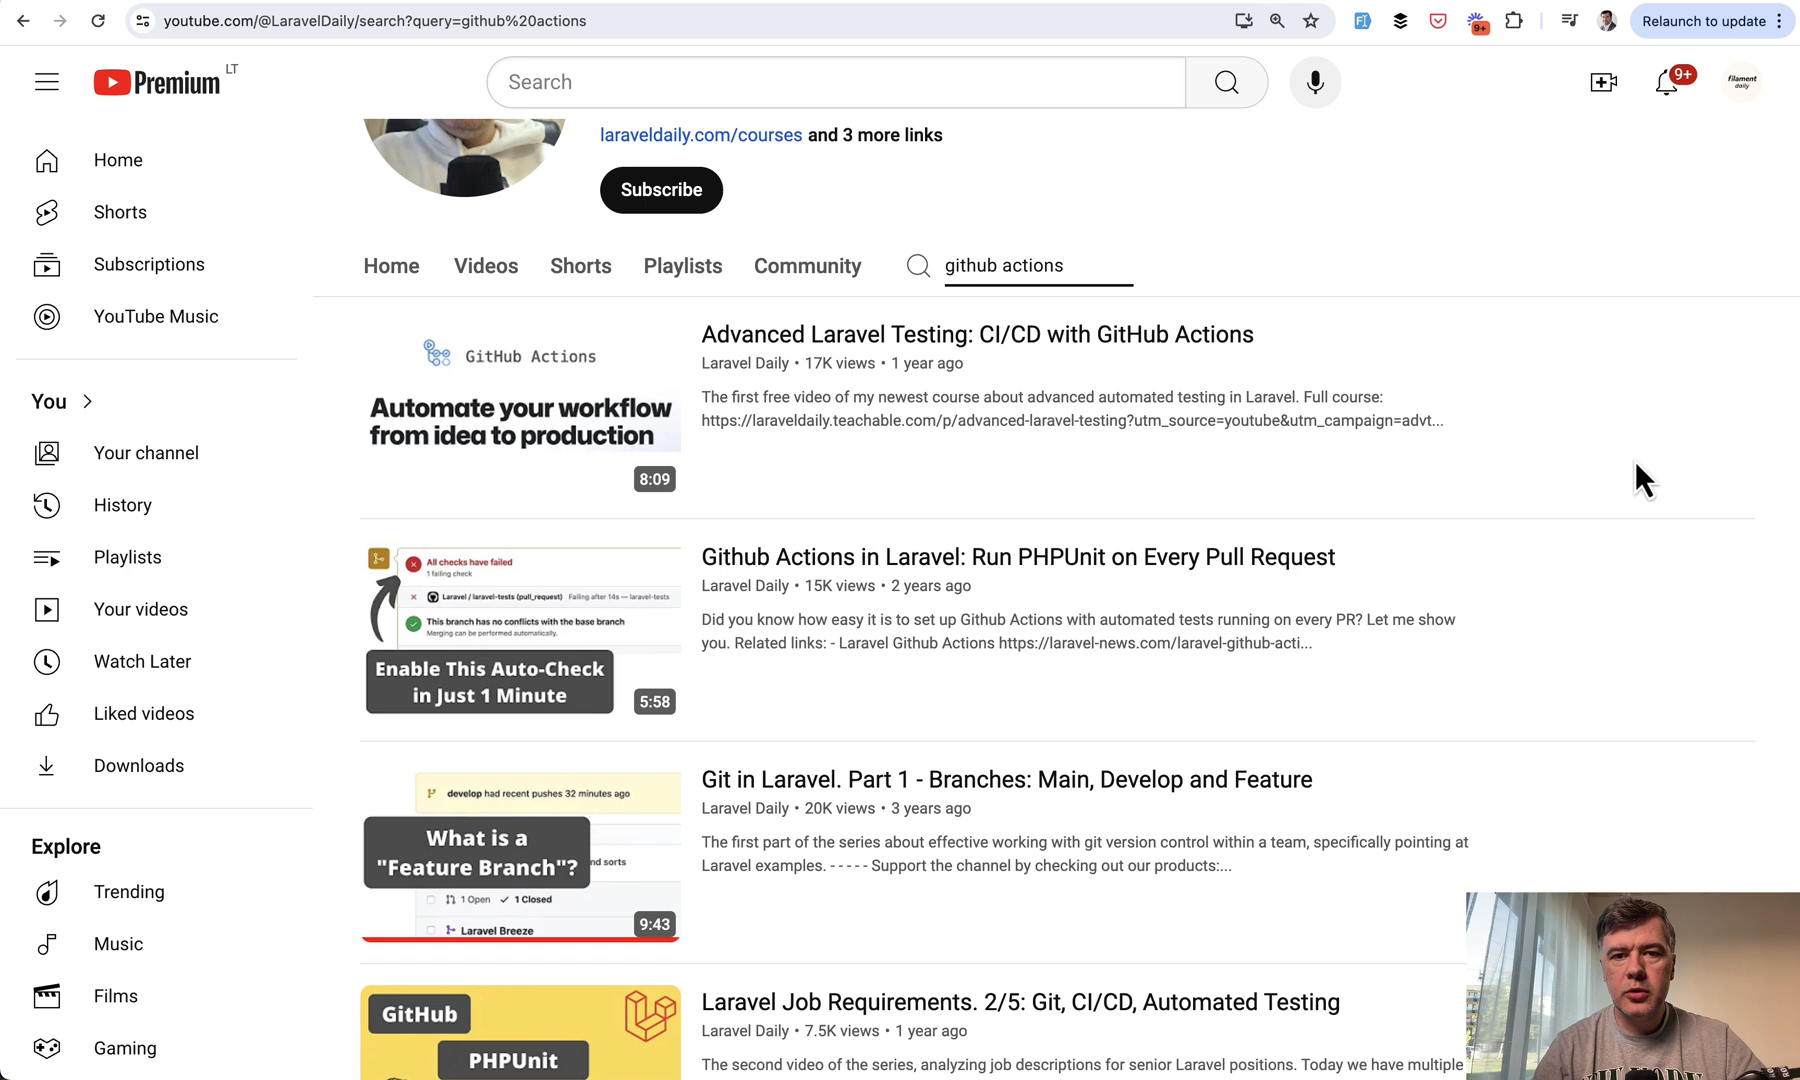 youtube.com/@LaravelDaily/search?query=github%20actions
9+
Relaunch to update
Premium
LT
Search
9+
filament
daily
laraveldaily.com/courses and 3 more links
Subscribe
Home
Shorts
Subscriptions
YouTube Music
You
Your channel
History
Playlists
Your videos
Watch Later
Liked videos
Downloads
Explore
Trending
Music
Films
Gaming
Home Videos Shorts Playlists Community github actions
GitHub Actions
Automate your workflow
from idea to production
8:09
Advanced Laravel Testing: CI/CD with GitHub Actions
Laravel Daily • 17K views • 1 year ago
The first free video of my newest course about advanced automated testing in Laravel. Full course:
https://laraveldaily.teachable.com/p/advanced-laravel-testing?utm_source=youtube&utm_campaign=advt...
All checks have failed
1 failing check
Laravel / laravel-tests (pull_request) Failing after 14s — laravel-tests
This branch has no conflicts with the base branch
Merging can be performed automatically.
Enable This Auto-Check
in Just 1 Minute
5:58
Github Actions in Laravel: Run PHPUnit on Every Pull Request
Laravel Daily • 15K views • 2 years ago
Did you know how easy it is to set up Github Actions with automated tests running on every PR? Let me show
you. Related links: - Laravel Github Actions https://laravel-news.com/laravel-github-acti...
develop had recent pushes 32 minutes ago
What is a
"Feature Branch"?
nd sorts
1 Open ✓ 1 Closed
Laravel Breeze
9:43
Git in Laravel. Part 1 - Branches: Main, Develop and Feature
Laravel Daily • 20K views • 3 years ago
The first part of the series about effective working with git version control within a team, specifically pointing at
Laravel examples. - - - - - Support the channel by checking out our products:...
GitHub
PHPUnit
Laravel Job Requirements. 2/5: Git, CI/CD, Automated Testing
Laravel Daily • 7.5K views • 1 year ago
The second video of the series, analyzing job descriptions for senior Laravel positions. Today we have multiple